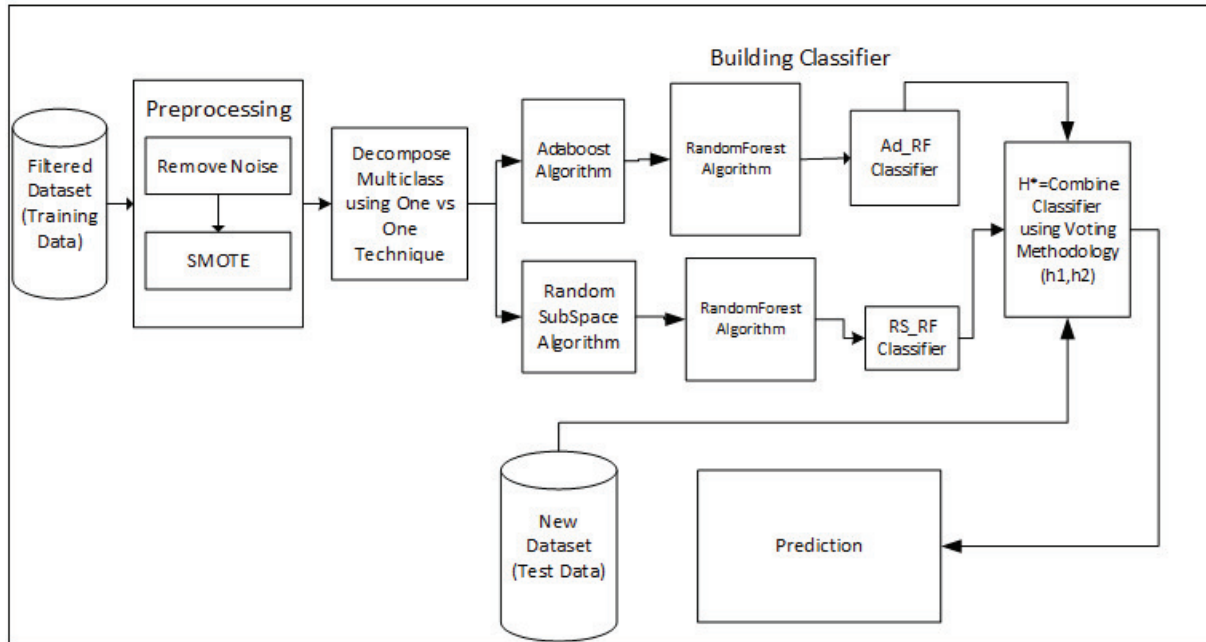 Building Classifier
Preprocessing
Filtered
Dataset
(Training
Data)
Remove Noise
SMOTE
Decompose
Multiclass
using One vs
One
Technique
Adaboost
Algorithm
RandomForest
Algorithm
Ad_RF
Classifier
H*=Combine
Classifier
using Voting
Methodology
(h1,h2)
Random
SubSpace
Algorithm
RandomForest
Algorithm
RS_RF
Classifier
New
Dataset
(Test Data)
Prediction